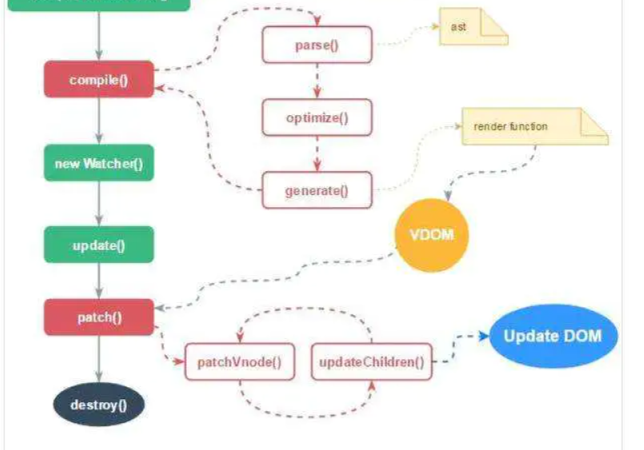 compile()
parse()
ast
optimize()
render function
new Watcher()
generate()
VDOM
update()
patch()
Update DOM
patchVnode()
updateChildren()
destroy()